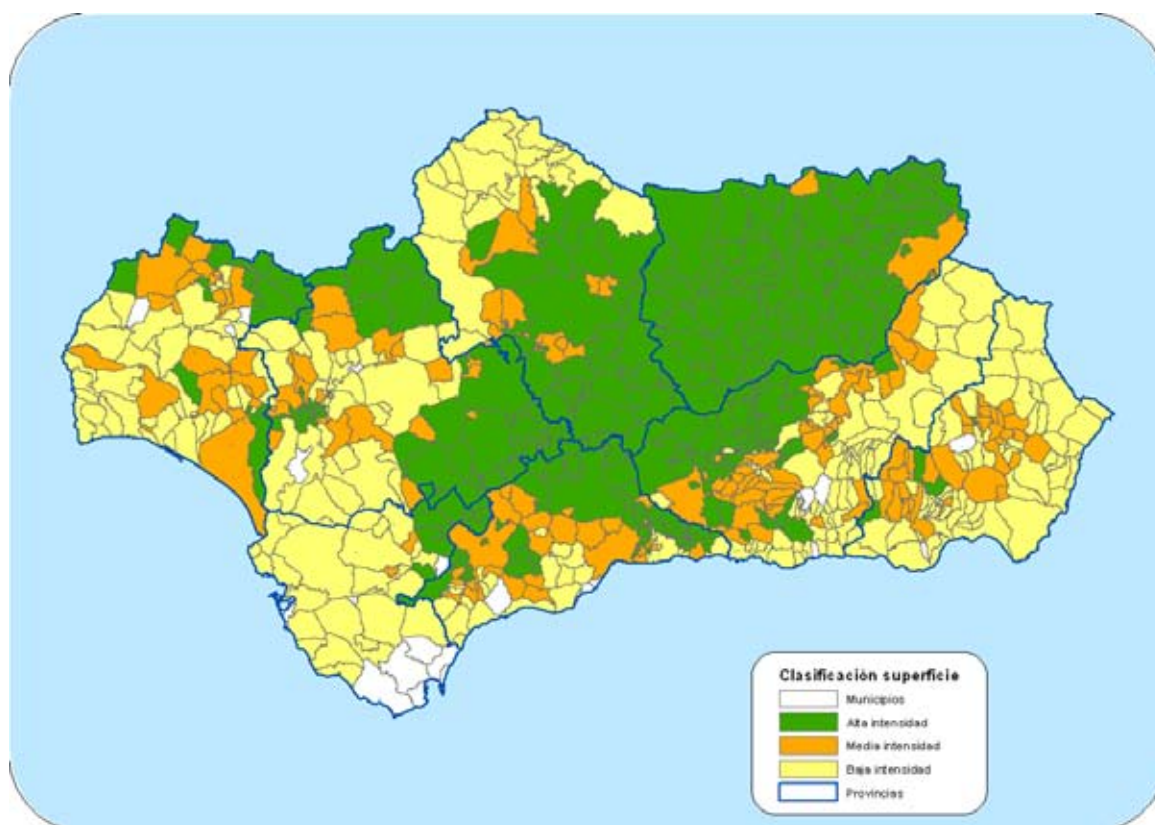 Clasificación superficie
Municipios
Alta intensidad
Media intensidad
Baja intensidad
Provincias